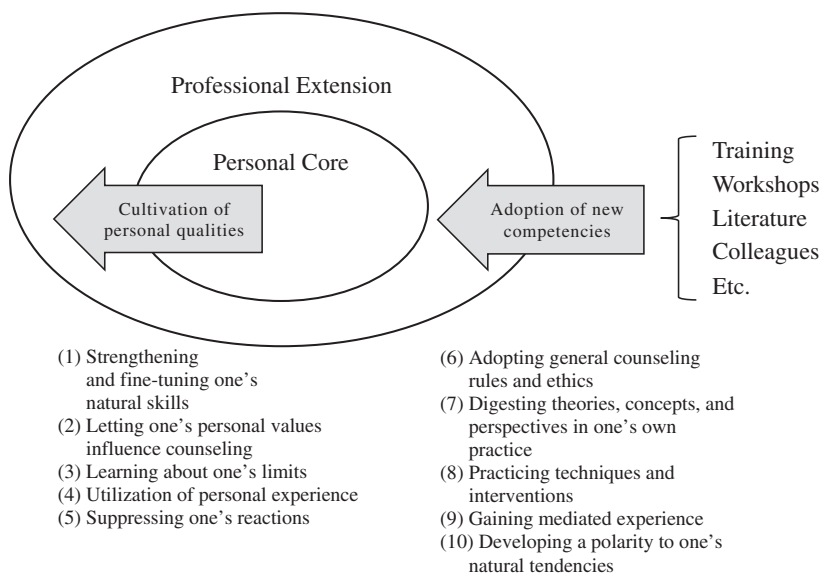 Professional Extension
Personal Core
Cultivation of
personal qualities
Adoption of new
competencies
Training
Workshops
Literature
Colleagues
Etc.
(1) Strengthening
and fine-tuning one's
natural skills
(2) Letting one's personal values
influence counseling
(3) Learning about one's limits
(4) Utilization of personal experience
(5) Suppressing one's reactions
(6) Adopting general counseling
rules and ethics
(7) Digesting theories, concepts, and
perspectives in one's own
practice
(8) Practicing techniques and
interventions
(9) Gaining mediated experience
(10) Developing a polarity to one's
natural tendencies